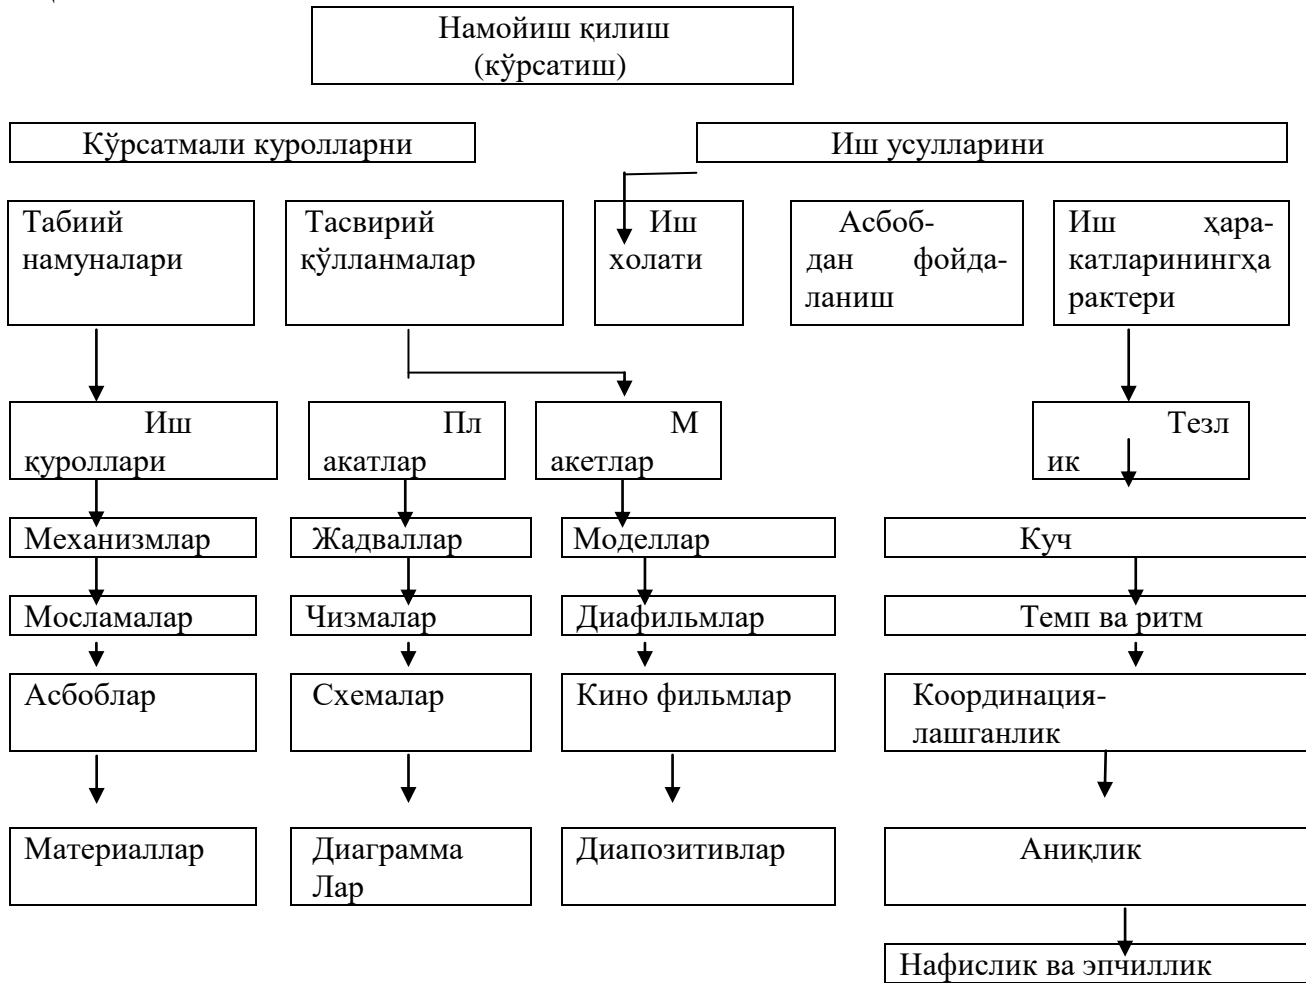 Намойиш қилиш
(кўрсатиш)
Кўрсатмали куролларни
Иш усулларини
Табиий
намуналари
Тасвирий
қўлланмалар
Иш
холати
Асбоб-
дан фойда-
ланиш
Иш ҳара-
катларинингҳа
рактери
Иш
қуроллари
Пл
акатлар
М
акетлар
Тезл
ик
Механизмлар
Жадваллар
Моделлар
Куч
Мосламалар
Чизмалар
Диафильмлар
Темп ва ритм
Асбоблар
Схемалар
Кино фильмлар
Координация-
лашганлик
Материаллар
Диаграмма
Лар
Диапозитивлар
Аниқлик
Нафислик ва эпчиллик